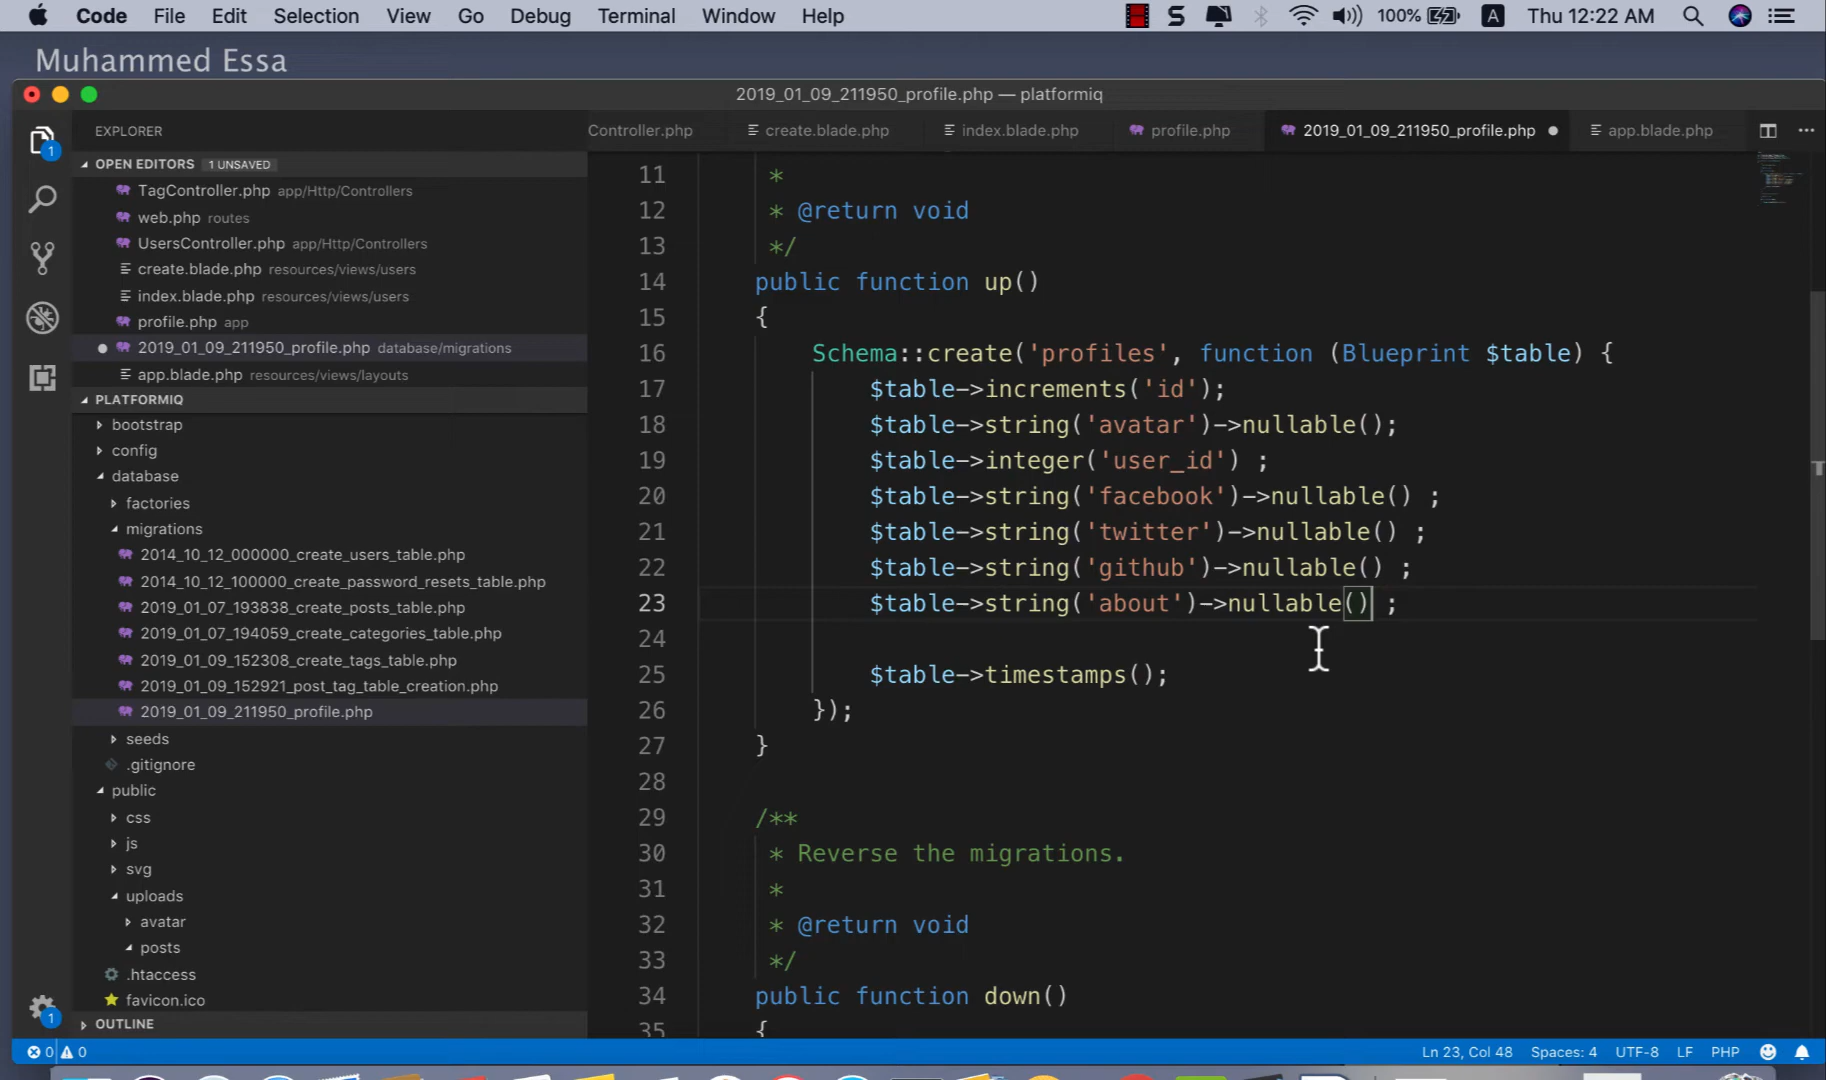 Code File Edit Selection View Go Debug Terminal Window Help 100% A Thu 12:22 AM
Muhammed Essa
2019_01_09_211950_profile.php — platformiq
EXPLORER
OPEN EDITORS 1 UNSAVED
TagController.php app/Http/Controllers
web.php routes
UsersController.php app/Http/Controllers
create.blade.php resources/views/users
index.blade.php resources/views/users
profile.php app
2019_01_09_211950_profile.php database/migrations
app.blade.php resources/views/layouts
PLATFORMIQ
bootstrap
config
database
factories
migrations
2014_10_12_000000_create_users_table.php
2014_10_12_100000_create_password_resets_table.php
2019_01_07_193838_create_posts_table.php
2019_01_07_194059_create_categories_table.php
2019_01_09_152308_create_tags_table.php
2019_01_09_152921_post_tag_table_creation.php
2019_01_09_211950_profile.php
seeds
.gitignore
public
css
js
svg
uploads
avatar
posts
.htaccess
favicon.ico
OUTLINE
1
1
Controller.php create.blade.php index.blade.php profile.php 2019_01_09_211950_profile.php app.blade.php
11 *
12 * @return void
13 */
14 public function up()
15 {
16 Schema::create('profiles', function (Blueprint $table) {
17 $table->increments('id');
18 $table->string('avatar')->nullable();
19 $table->integer('user_id') ;
20 $table->string('facebook')->nullable() ;
21 $table->string('twitter')->nullable() ;
22 $table->string('github')->nullable() ;
23 $table->string('about')->nullable() ;
24
25 $table->timestamps();
26 });
27 }
28
29 /**
30 * Reverse the migrations.
31 *
32 * @return void
33 */
34 public function down()
35 {
0 0 Ln 23, Col 48 Spaces: 4 UTF-8 LF PHP